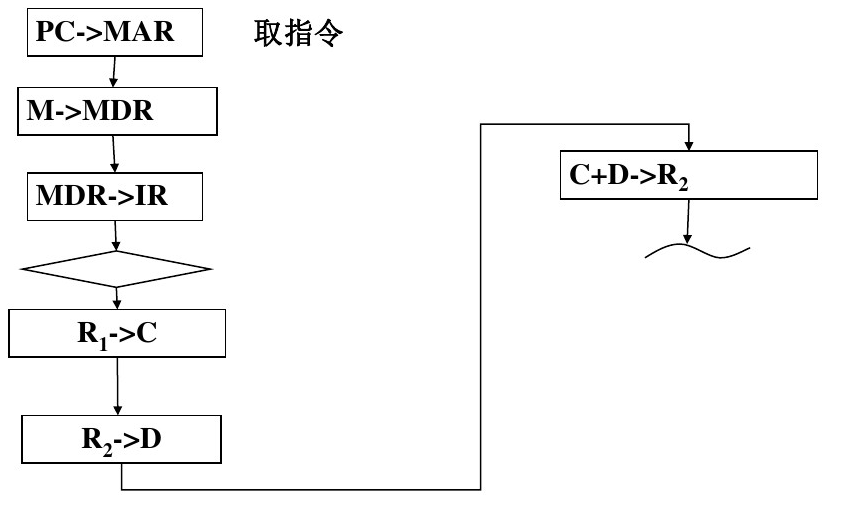 PC->MAR
取指令
M->MDR
MDR->IR
R₁->C
R₂->D
C+D->R₂